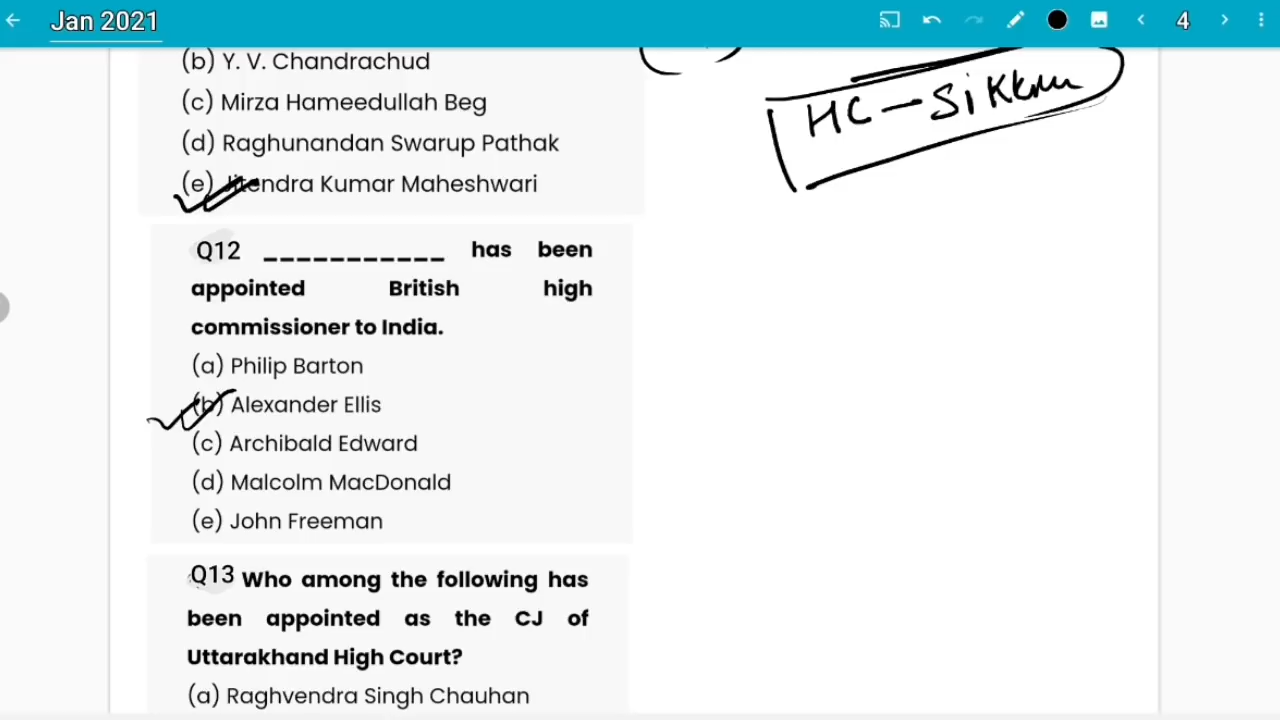 Jan 2021
4
(b) Y. V. Chandrachud
HC - Sikkim
(c) Mirza Hameedullah Beg
(d) Raghunandan Swarup Pathak
(e) Jitendra Kumar Maheshwari
Q12 ___________ has been
appointed British high
commissioner to India.
(a) Philip Barton
(b) Alexander Ellis
(c) Archibald Edward
(d) Malcolm MacDonald
(e) John Freeman
Q13 Who among the following has
been appointed as the CJ of
Uttarakhand High Court?
(a) Raghvendra Singh Chauhan